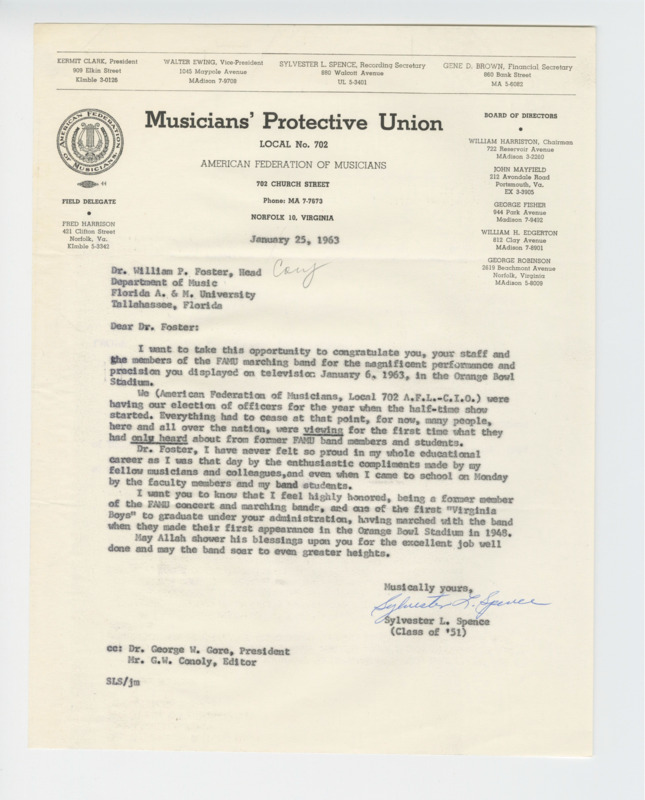 KERMIT CLARK, President
909 Elkin Street
KImble 3-0128
WALTER EWING, Vice-President
1045 Maypole Avenue
MAdison 7-9708
SYLVESTER L. SPENCE, Recording Secretary
880 Walcott Avenue
UL 5-3401
GENE D. BROWN, Financial Secretary
960 Bank Street
MA 5-6082
AMERICAN FEDERATION OF MUSICIANS
44
Musicians' Protective Union
LOCAL No. 702
AMERICAN FEDERATION OF MUSICIANS
702 CHURCH STREET
Phone: MA 7-7873
NORFOLK 10, VIRGINIA
FIELD DELEGATE
FRED HARRISON
421 Clifton Street
Norfolk, Va.
KImble 5-3342
BOARD OF DIRECTORS
WILLIAM HARRISTON, Chairman
722 Reservoir Avenue
MAdison 3-2260
JOHN MAYFIELD
212 Avondale Road
Portsmouth, Va.
EX 3-3905
GEORGE FISHER
944 Park Avenue
Madison 7-9492
WILLIAM H. EDGERTON
812 Clay Avenue
MAdison 7-8901
GEORGE ROBINSON
2619 Beachmont Avenue
Norfolk, Virginia
MAdison 5-8009
January 25, 1963
Dr. William P. Foster, Head
Department of Music
Florida A. & M. University
Tallahassee, Florida
Dear Dr. Foster:
I want to take this opportunity to congratulate you, your staff and
the members of the FAMU marching band for the magnificent performance and
precision you displayed on television January 6, 1963, in the Orange Bowl
Stadium.
We (American Federation of Musicians, Local 702 A.F.L.-C.I.O.) were
having our election of officers for the year when the half-time show
started. Everything had to cease at that point, for now, many people,
here and all over the nation, were viewing for the first time what they
had only heard about from former FAMU band members and students.
Dr. Foster, I have never felt so proud in my whole educational
career as I was that day by the enthusiastic compliments made by my
fellow musicians and colleagues,and even when I came to school on Monday
by the faculty members and my band students.
I want you to know that I feel highly honored, being a former member
of the FAMU concert and marching bands, and one of the first "Virginia
Boys" to graduate under your administration, having marched with the band
when they made their first appearance in the Orange Bowl Stadium in 1948.
May Allah shower his blessings upon you for the excellent job well
done and may the band soar to even greater heights.
Musically yours,
Sylvester L. Spence
Sylvester L. Spence
(Class of '51)
cc: Dr. George W. Gore, President
Mr. G.W. Conoly, Editor
SLS/jm